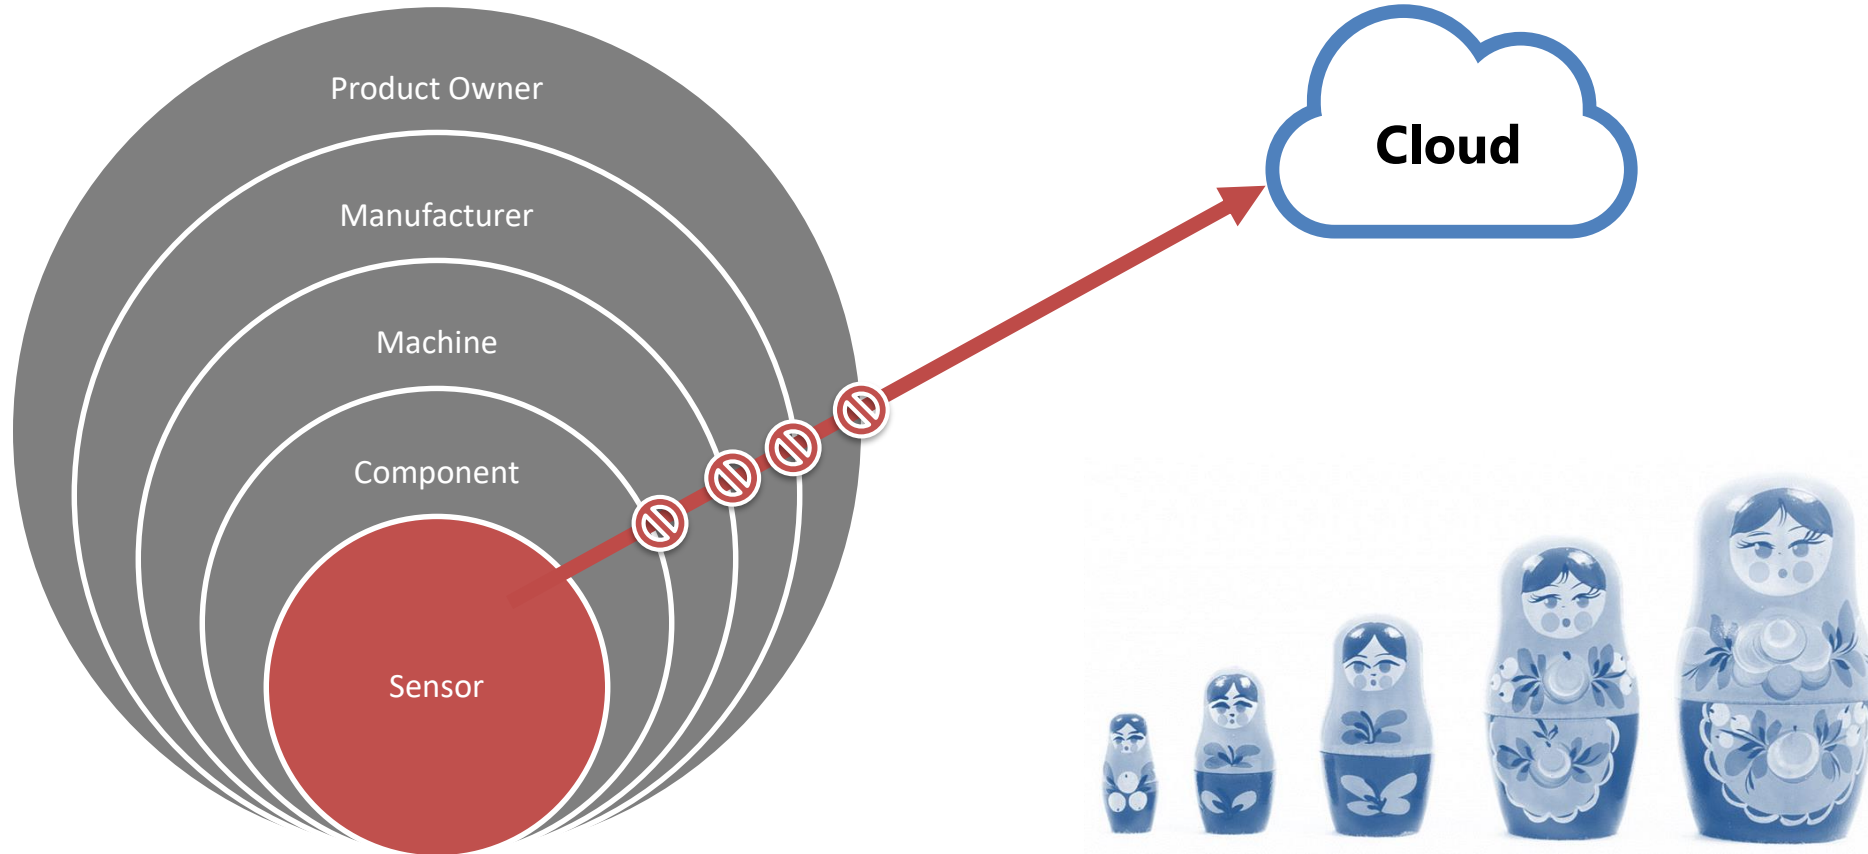 Product Owner
Manufacturer
Machine
Component
Sensor
Cloud